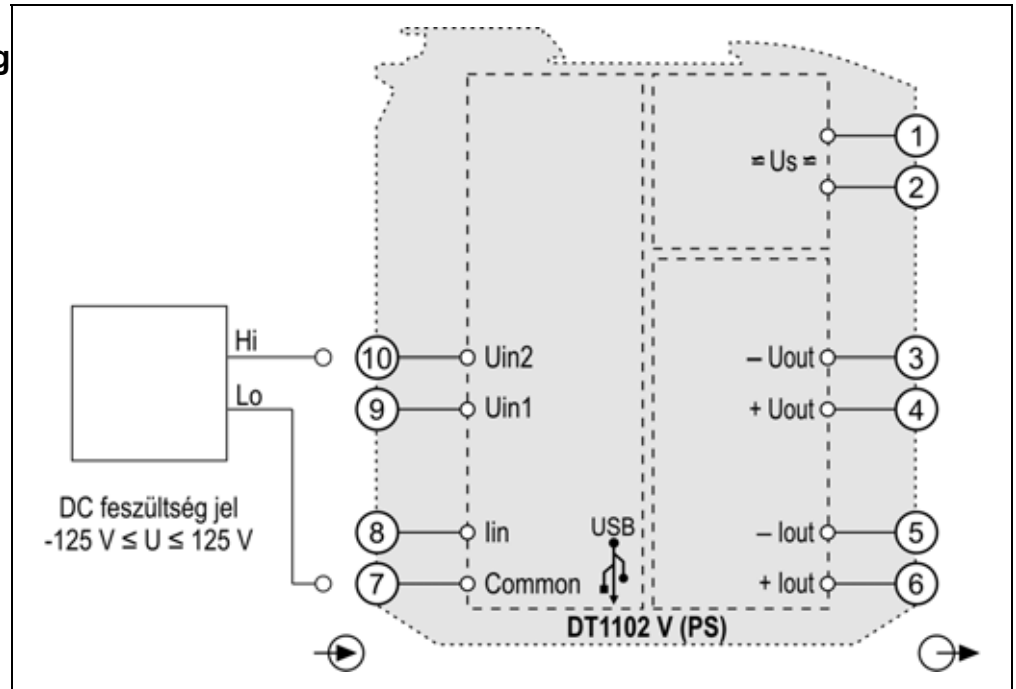 g
1
≂ Us ≂
2
Hi
10 Uin2
– Uout 3
Lo
9 Uin1
+ Uout 4
DC feszültség jel
-125 V ≤ U ≤ 125 V
8 Iin
USB
– Iout 5
7 Common
+ Iout 6
DT1102 V (PS)